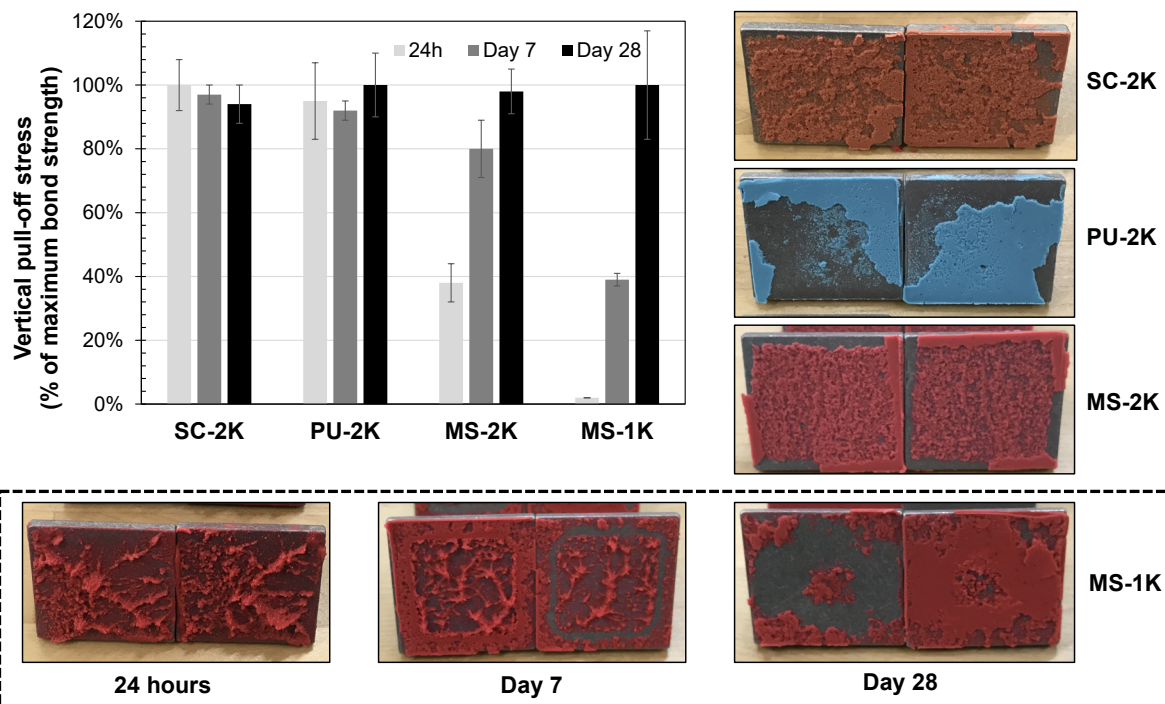 120%
100%
80%
60%
40%
20%
0%
Vertical pull-off stress
(% of maximum bond strength)
24h Day 7 Day 28
SC-2K PU-2K MS-2K MS-1K
SC-2K
PU-2K
MS-2K
MS-1K
24 hours Day 7 Day 28